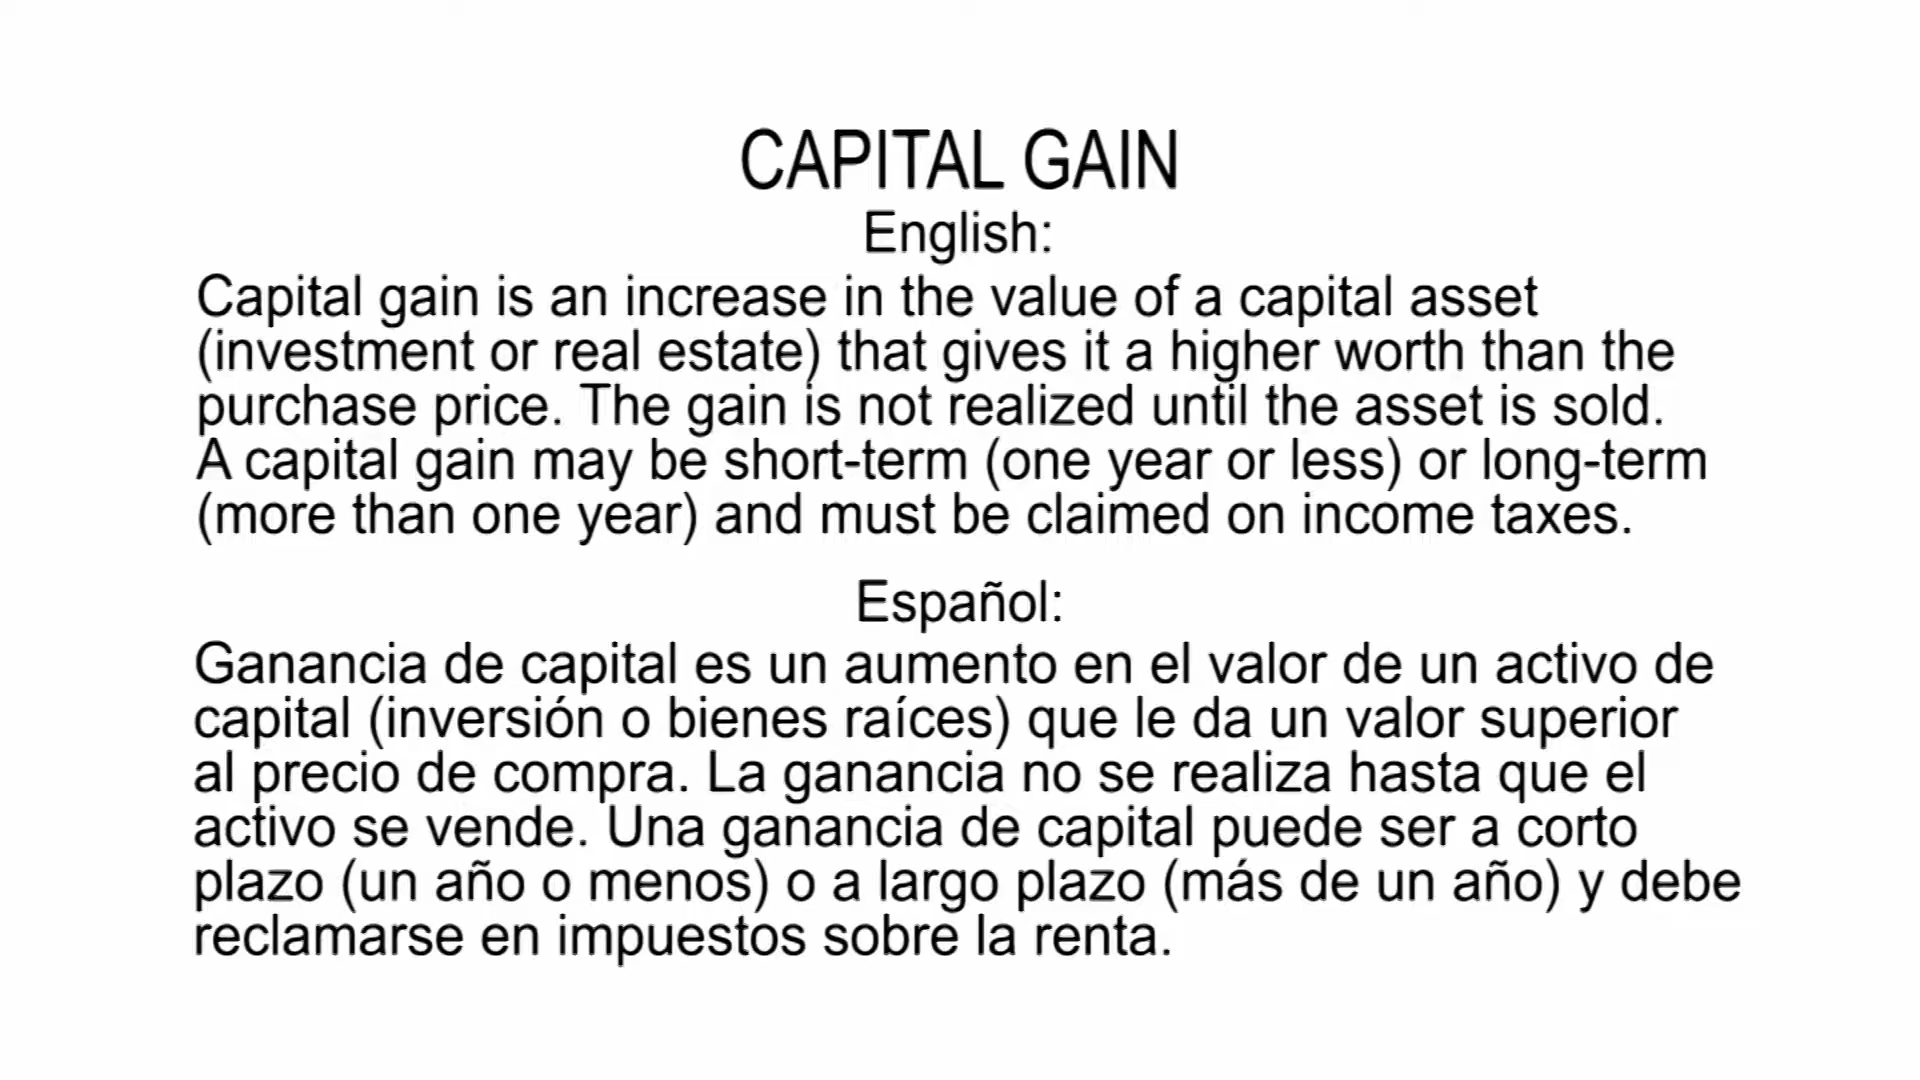 CAPITAL GAIN
English:
Capital gain is an increase in the value of a capital asset
(investment or real estate) that gives it a higher worth than the
purchase price. The gain is not realized until the asset is sold.
A capital gain may be short-term (one year or less) or long-term
(more than one year) and must be claimed on income taxes.
Español:
Ganancia de capital es un aumento en el valor de un activo de
capital (inversión o bienes raíces) que le da un valor superior
al precio de compra. La ganancia no se realiza hasta que el
activo se vende. Una ganancia de capital puede ser a corto
plazo (un año o menos) o a largo plazo (más de un año) y debe
reclamarse en impuestos sobre la renta.